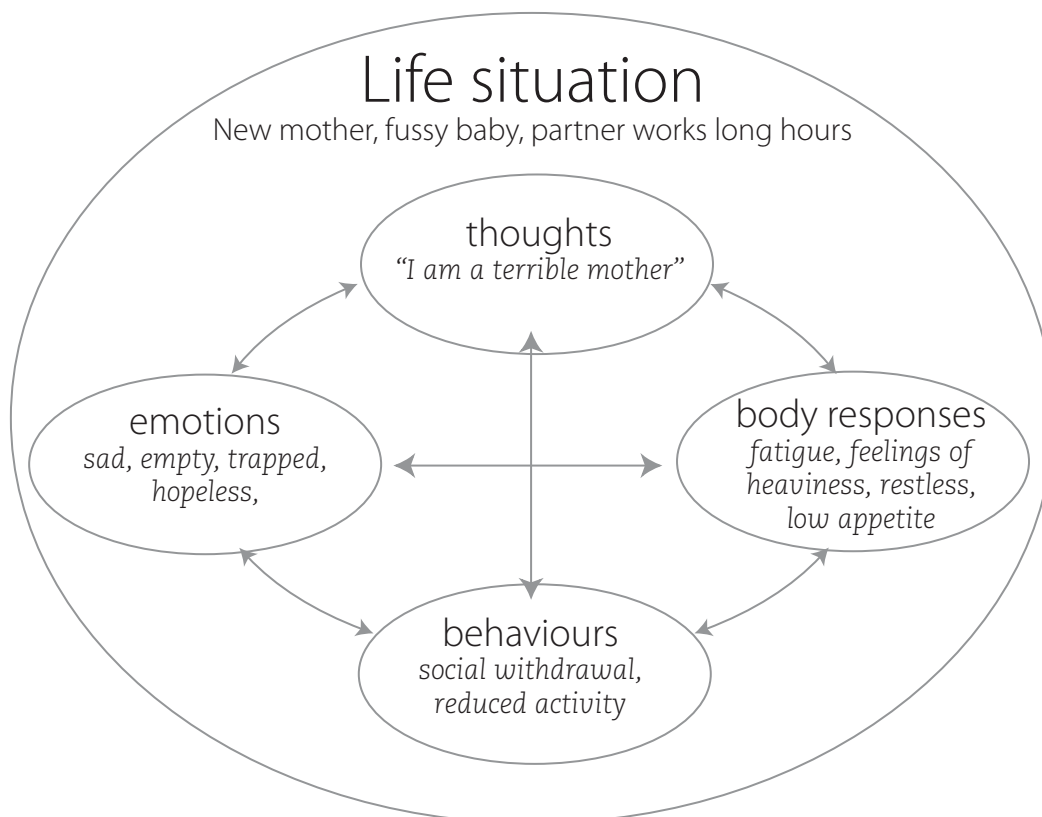 Life situation
New mother, fussy baby, partner works long hours
thoughts
“I am a terrible mother”
emotions
sad, empty, trapped,
hopeless,
body responses
fatigue, feelings of
heaviness, restless,
low appetite
behaviours
social withdrawal,
reduced activity